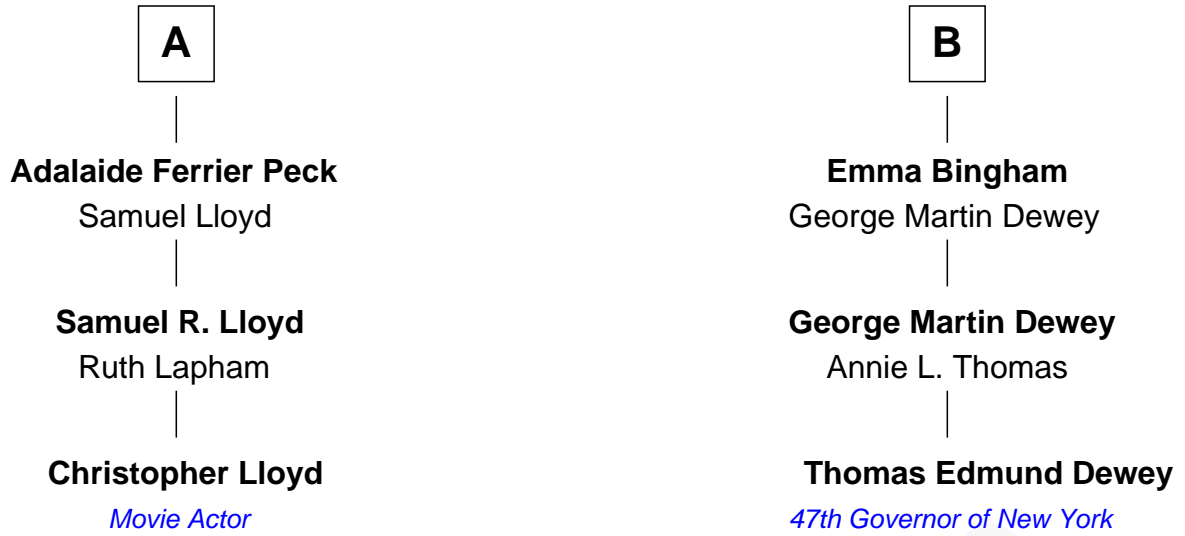 A
Adalaide Ferrier Peck
Samuel Lloyd
Samuel R. Lloyd
Ruth Lapham
Christopher Lloyd
Movie Actor
B
Emma Bingham
George Martin Dewey
George Martin Dewey
Annie L. Thomas
Thomas Edmund Dewey
47th Governor of New York